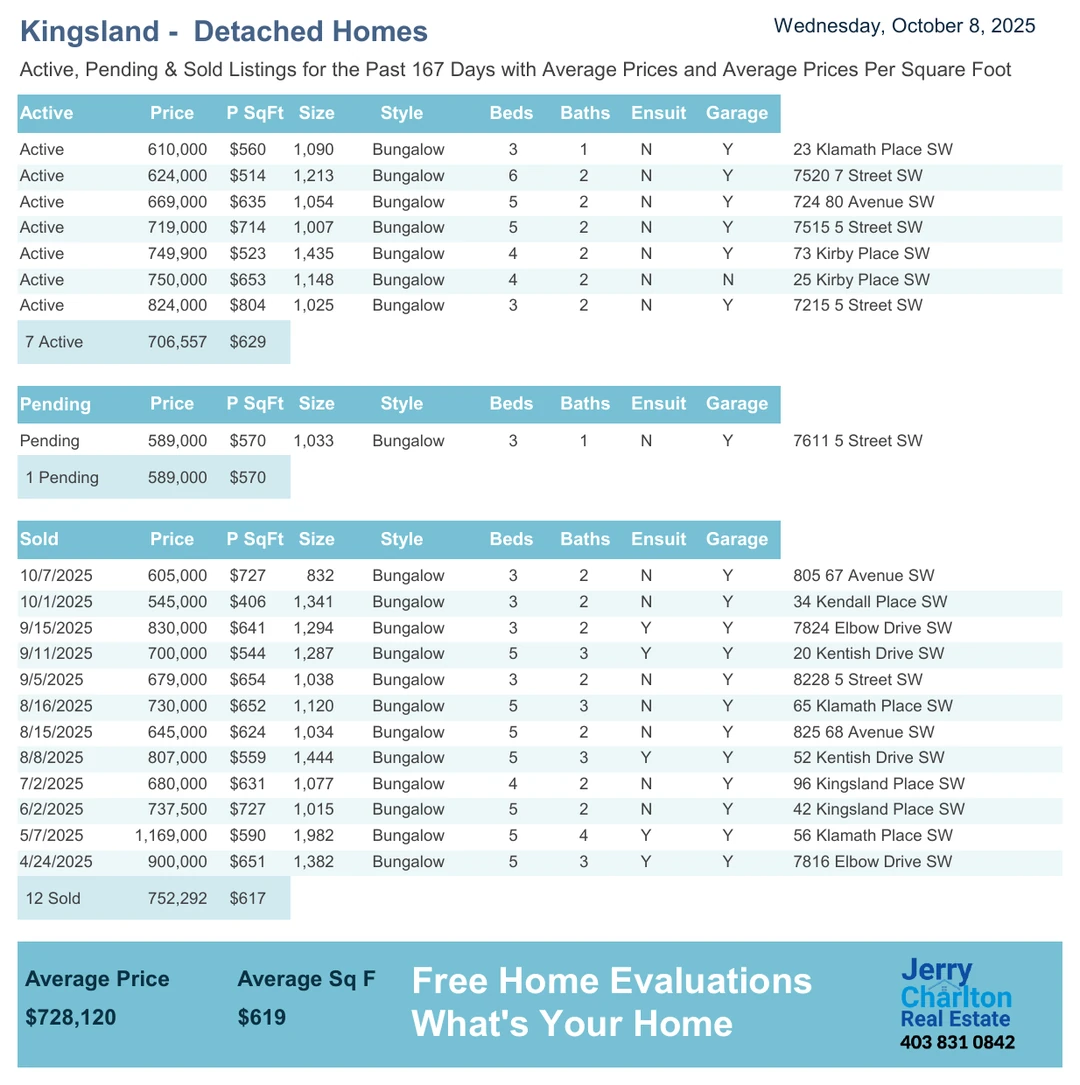 Kingsland -  Detached Homes
Wednesday, October 8, 2025
Active, Pending & Sold Listings for the Past 167 Days with Average Prices and Average Prices Per Square Foot
Active Price P SqFt Size Style Beds Baths Ensuit Garage
Active 610,000 $560 1,090 Bungalow 3 1 N Y 23 Klamath Place SW
Active 624,000 $514 1,213 Bungalow 6 2 N Y 7520 7 Street SW
Active 669,000 $635 1,054 Bungalow 5 2 N Y 724 80 Avenue SW
Active 719,000 $714 1,007 Bungalow 5 2 N Y 7515 5 Street SW
Active 749,900 $523 1,435 Bungalow 4 2 N Y 73 Kirby Place SW
Active 750,000 $653 1,148 Bungalow 4 2 N N 25 Kirby Place SW
Active 824,000 $804 1,025 Bungalow 3 2 N Y 7215 5 Street SW
7 Active 706,557 $629
Pending Price P SqFt Size Style Beds Baths Ensuit Garage
Pending 589,000 $570 1,033 Bungalow 3 1 N Y 7611 5 Street SW
1 Pending 589,000 $570
Sold Price P SqFt Size Style Beds Baths Ensuit Garage
10/7/2025 605,000 $727 832 Bungalow 3 2 N Y 805 67 Avenue SW
10/1/2025 545,000 $406 1,341 Bungalow 3 2 N Y 34 Kendall Place SW
9/15/2025 830,000 $641 1,294 Bungalow 3 2 Y Y 7824 Elbow Drive SW
9/11/2025 700,000 $544 1,287 Bungalow 5 3 Y Y 20 Kentish Drive SW
9/5/2025 679,000 $654 1,038 Bungalow 3 2 N Y 8228 5 Street SW
8/16/2025 730,000 $652 1,120 Bungalow 5 3 N Y 65 Klamath Place SW
8/15/2025 645,000 $624 1,034 Bungalow 5 2 N Y 825 68 Avenue SW
8/8/2025 807,000 $559 1,444 Bungalow 5 3 Y Y 52 Kentish Drive SW
7/2/2025 680,000 $631 1,077 Bungalow 4 2 N Y 96 Kingsland Place SW
6/2/2025 737,500 $727 1,015 Bungalow 5 2 N Y 42 Kingsland Place SW
5/7/2025 1,169,000 $590 1,982 Bungalow 5 4 Y Y 56 Klamath Place SW
4/24/2025 900,000 $651 1,382 Bungalow 5 3 Y Y 7816 Elbow Drive SW
12 Sold 752,292 $617
Average Price Average Sq F
$728,120 $619
Free Home Evaluations
What's Your Home
Jerry
Charlton
Real Estate
403 831 0842